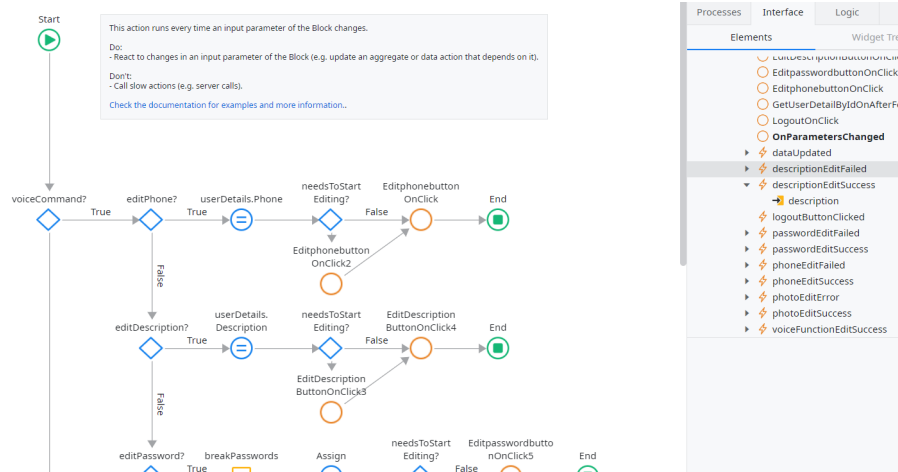 Start
This action runs every time an input parameter of the Block changes.
Do:
- React to changes in an input parameter of the Block (e.g. update an aggregate or data action that depends on it).
Don't:
- Call slow actions (e.g. server calls).
Check the documentation for examples and more information..
voiceCommand?
True
editPhone?
True
userDetails.Phone
needsToStart
Editing?
False
Editphonebutton
OnClick
End
Editphonebutton
OnClick2
False
editDescription?
True
userDetails.
Description
needsToStart
Editing?
False
EditDescription
ButtonOnClick4
End
EditDescription
ButtonOnClick3
False
editPassword?
True
breakPasswords
Assign
needsToStart
Editing?
False
Editpasswordbutto
nOnClick5
End
Processes
Interface
Logic
Elements
Widget Tre
EditDescriptionButtonOnClic
EditpasswordbuttonOnClick
EditphonebuttonOnClick
GetUserDetailByIdOnAfterFe
LogoutOnClick
OnParametersChanged
dataUpdated
descriptionEditFailed
descriptionEditSuccess
description
logoutButtonClicked
passwordEditFailed
passwordEditSuccess
phoneEditFailed
phoneEditSuccess
photoEditError
photoEditSuccess
voiceFunctionEditSuccess